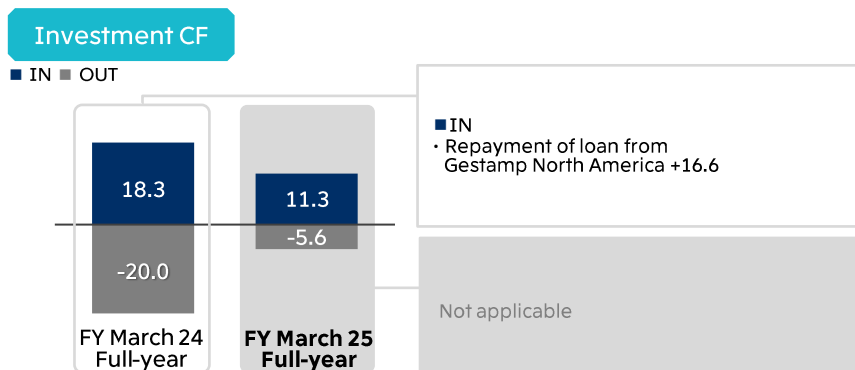 Investment CF
■ IN ■ OUT
18.3
-20.0
FY March 24
Full-year
11.3
-5.6
FY March 25
Full-year
■IN
・Repayment of loan from
Gestamp North America +16.6
Not applicable